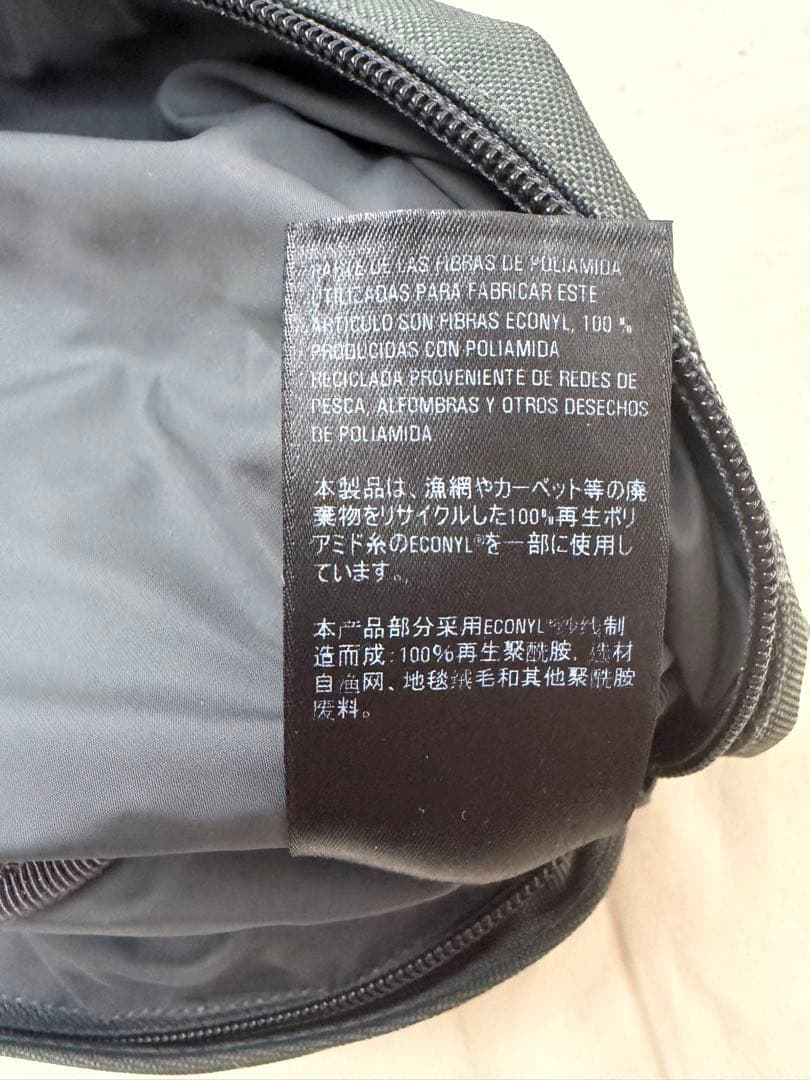 PARTE DE LAS FIBRAS DE POLIAMIDA
UTILIZADAS PARA FABRICAR ESTE
ARTICULO SON FIBRAS ECONYL, 100 %
PRODUCIDAS CON POLIAMIDA
RECICLADA PROVENIENTE DE REDES DE
PESCA, ALFOMBRAS Y OTROS DESECHOS
DE POLIAMIDA
本製品は、漁網やカーペット等の廃
棄物をリサイクルした100%再生ポリ
アミド糸のECONYL®を一部に使用し
ています。
本产品部分采用ECONYL®纱线制
造而成:100%再生聚酰胺、选材
自渔网、地毯绒毛和其他聚酰胺
废料。